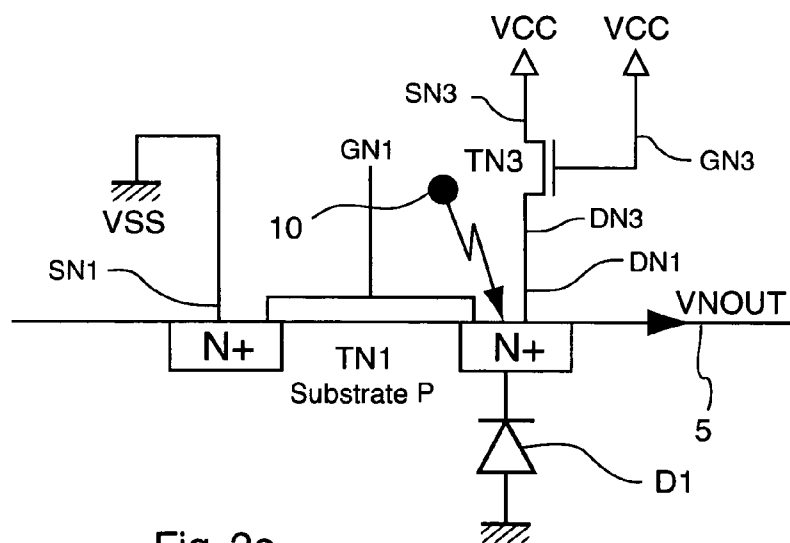 VCC VCC
SN3
GN1
TN3
GN3
VSS
10
DN3
SN1
DN1
VNOUT
N+ TN1 N+
Substrate P
5
D1